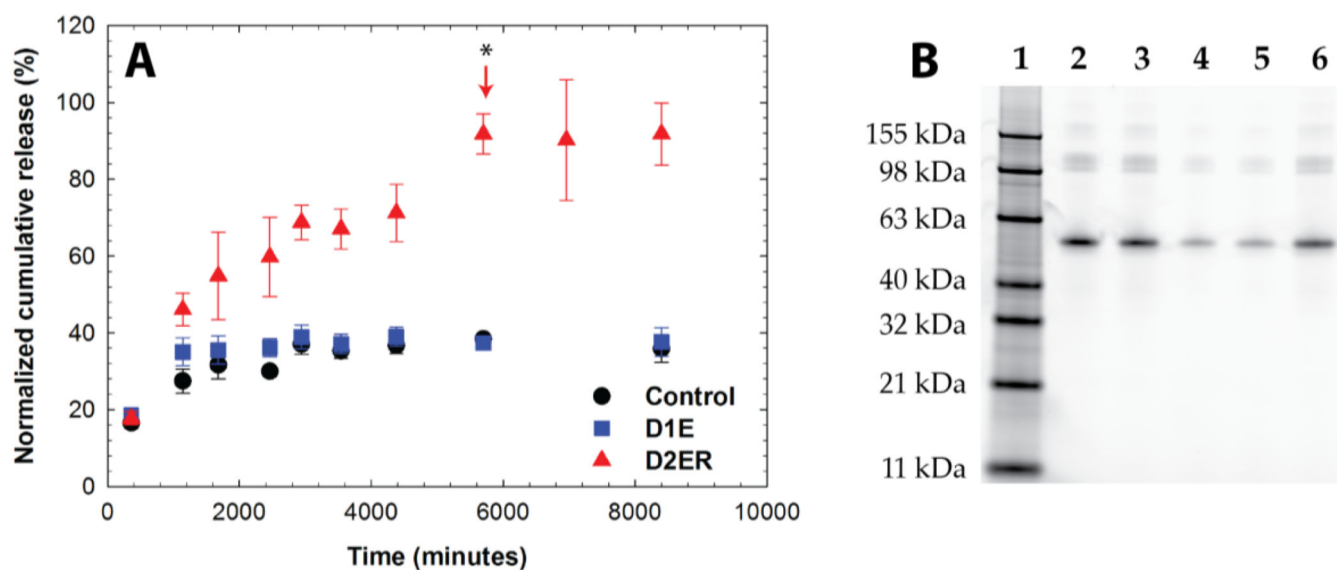 A
Normalized cumulative release (%)
120
100
80
60
40
20
0
*
Control
D1E
D2ER
0 2000 4000 6000 8000 10000
Time (minutes)
B
1 2 3 4 5 6
155 kDa
98 kDa
63 kDa
40 kDa
32 kDa
21 kDa
11 kDa